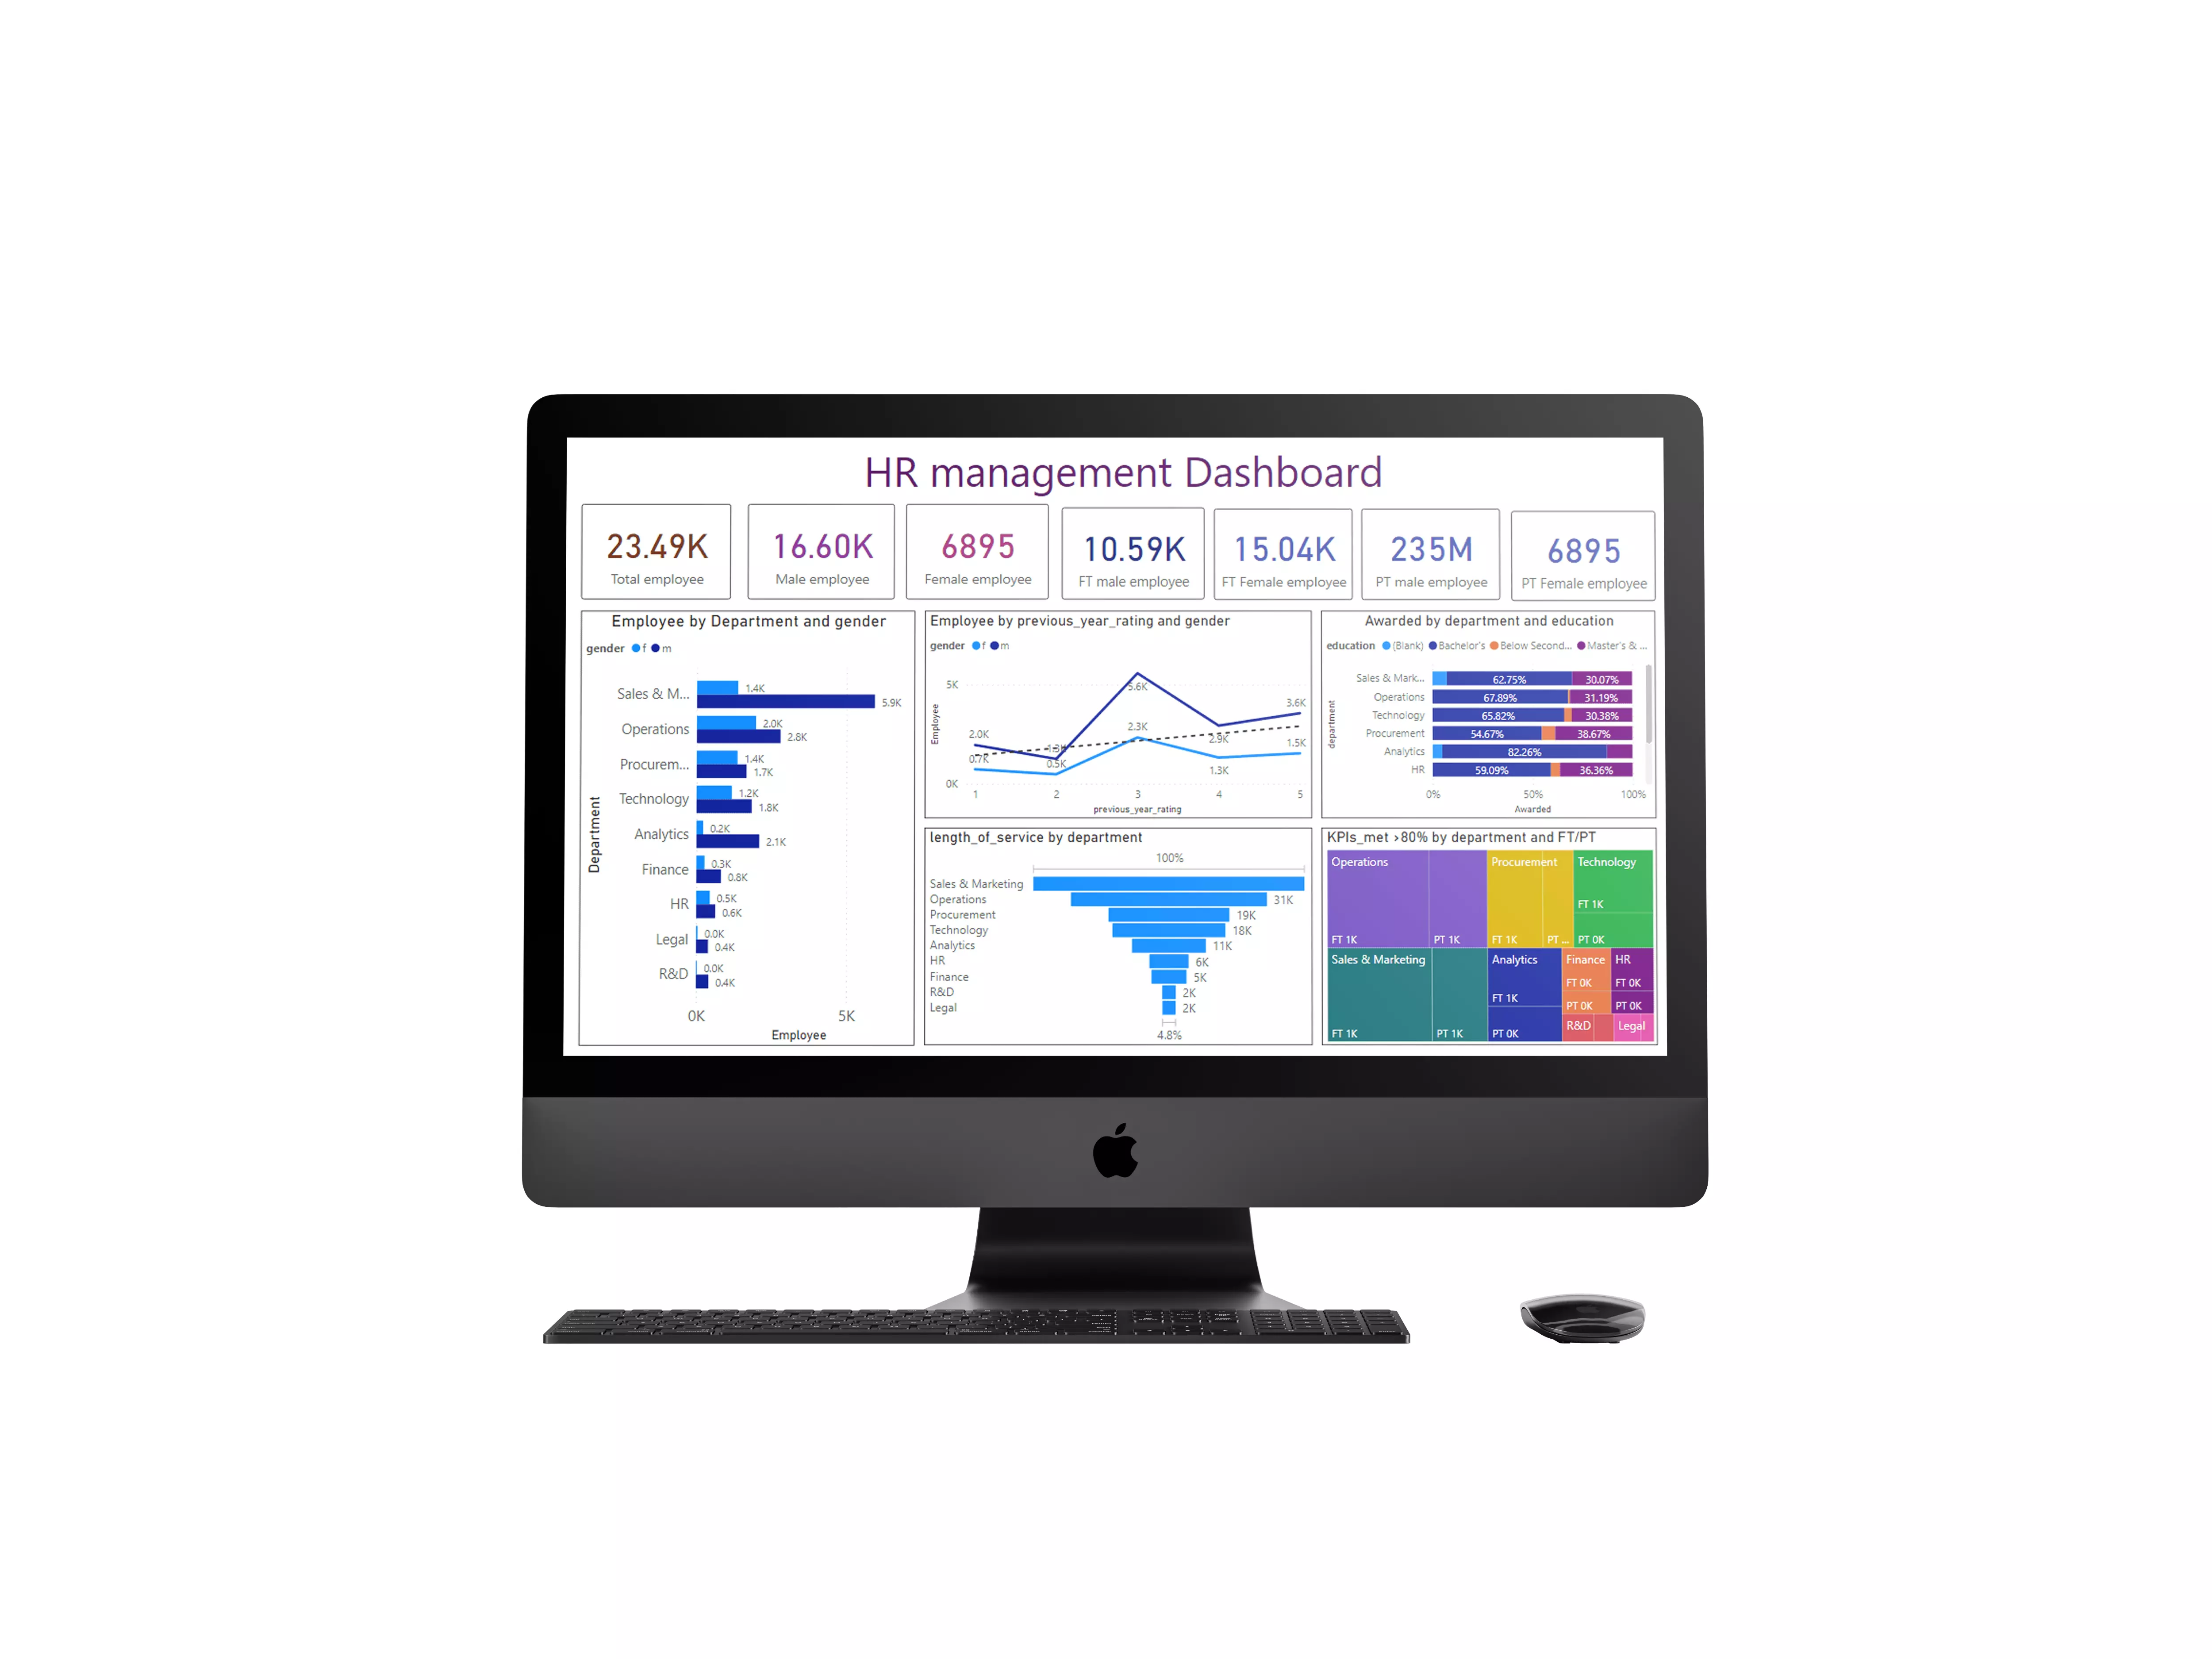 HR management Dashboard
23.49K
Total employee
16.60K
Male employee
6895
Female employee
10.59K
FT male employee
15.04K
FT Female employee
235M
PT male employee
6895
PT Female employee
Employee by Department and gender
gender f m
Department
Sales & M... 1.4K 5.9K
Operations 2.0K 2.8K
Procurem... 1.4K 1.7K
Technology 1.2K 1.8K
Analytics 0.2K 2.1K
Finance 0.3K 0.8K
HR 0.5K 0.6K
Legal 0.0K 0.4K
R&D 0.0K 0.4K
0K 5K
Employee
Employee by previous_year_rating and gender
gender f m
Employee
5K
0K
2.0K 1.3K 5.6K 2.9K 3.6K
0.7K 0.5K 2.3K 1.3K 1.5K
1 2 3 4 5
previous_year_rating
Awarded by department and education
education (Blank) Bachelor's Below Second... Master's & ...
department
Sales & Mark... 62.75% 30.07%
Operations 67.89% 31.19%
Technology 65.82% 30.38%
Procurement 54.67% 38.67%
Analytics 82.26%
HR 59.09% 36.36%
0% 50% 100%
Awarded
length_of_service by department
100%
Sales & Marketing
Operations 31K
Procurement 19K
Technology 18K
Analytics 11K
HR 6K
Finance 5K
R&D 2K
Legal 2K
4.8%
KPIs_met >80% by department and FT/PT
Operations
FT 1K PT 1K
Procurement
FT 1K PT ...
Technology
FT 1K
PT 0K
Sales & Marketing
FT 1K PT 1K
Analytics
FT 1K
PT 0K
Finance
FT 0K
PT 0K
HR
FT 0K
PT 0K
R&D
Legal